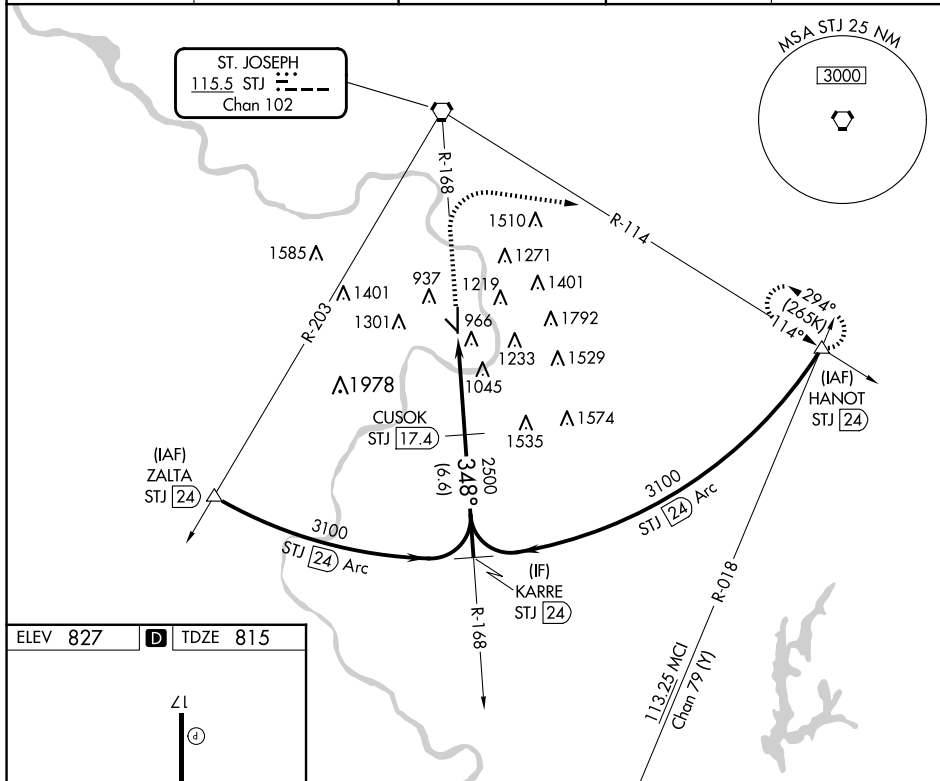 MSA STJ 25 NM
3000
ST. JOSEPH
115.5 STJ
Chan 102
R-168
R-114
R-203
1510
1585
1271
937
1219
1401
1401
1301
966
1792
1233
1529
1045
1978
1574
1535
294°
(265K)
114°
(IAF)
HANOT
STJ 24
CUSOK
STJ 17.4
(IAF)
ZALTA
STJ 24
2500
348°
(6.6)
3100
STJ 24 Arc
3100
STJ 24 Arc
(IF)
KARRE
STJ 24
R-168
R-018
113.25 MCI
Chan 79 (Y)
ELEV 827
D
TDZE 815
17
P